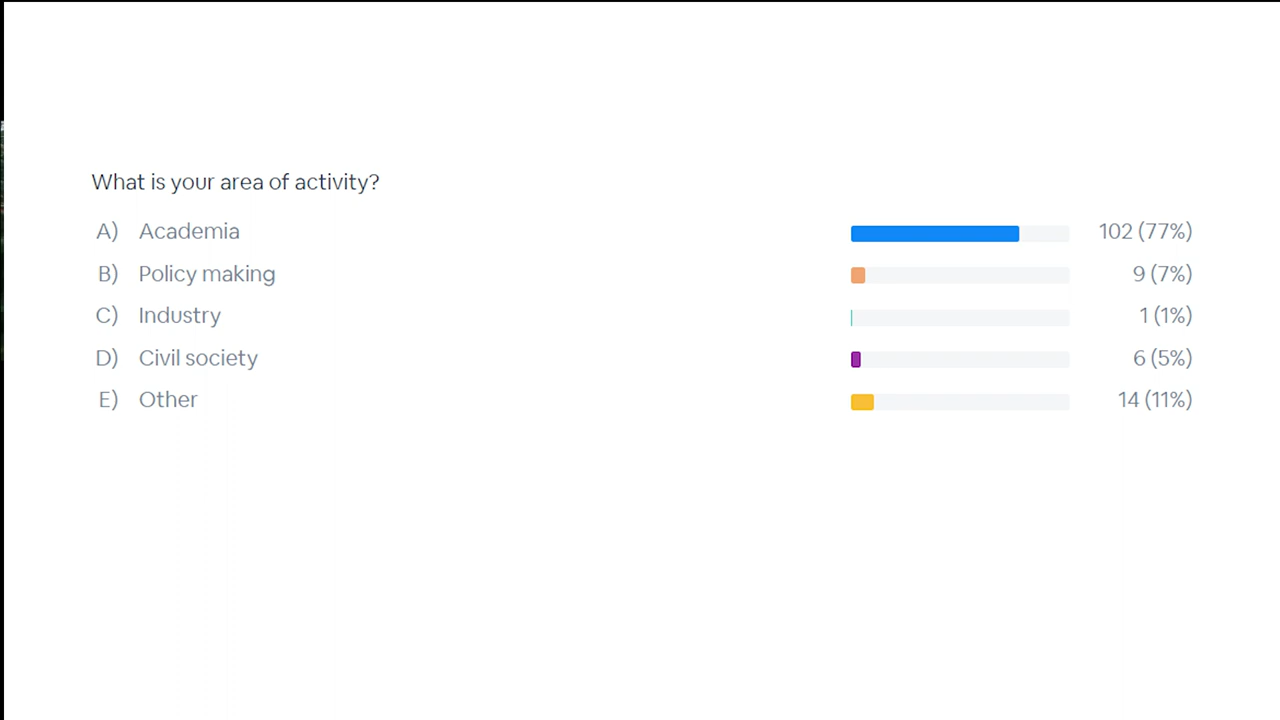 What is your area of activity?
A) Academia 102 (77%)
B) Policy making 9 (7%)
C) Industry 1 (1%)
D) Civil society 6 (5%)
E) Other 14 (11%)